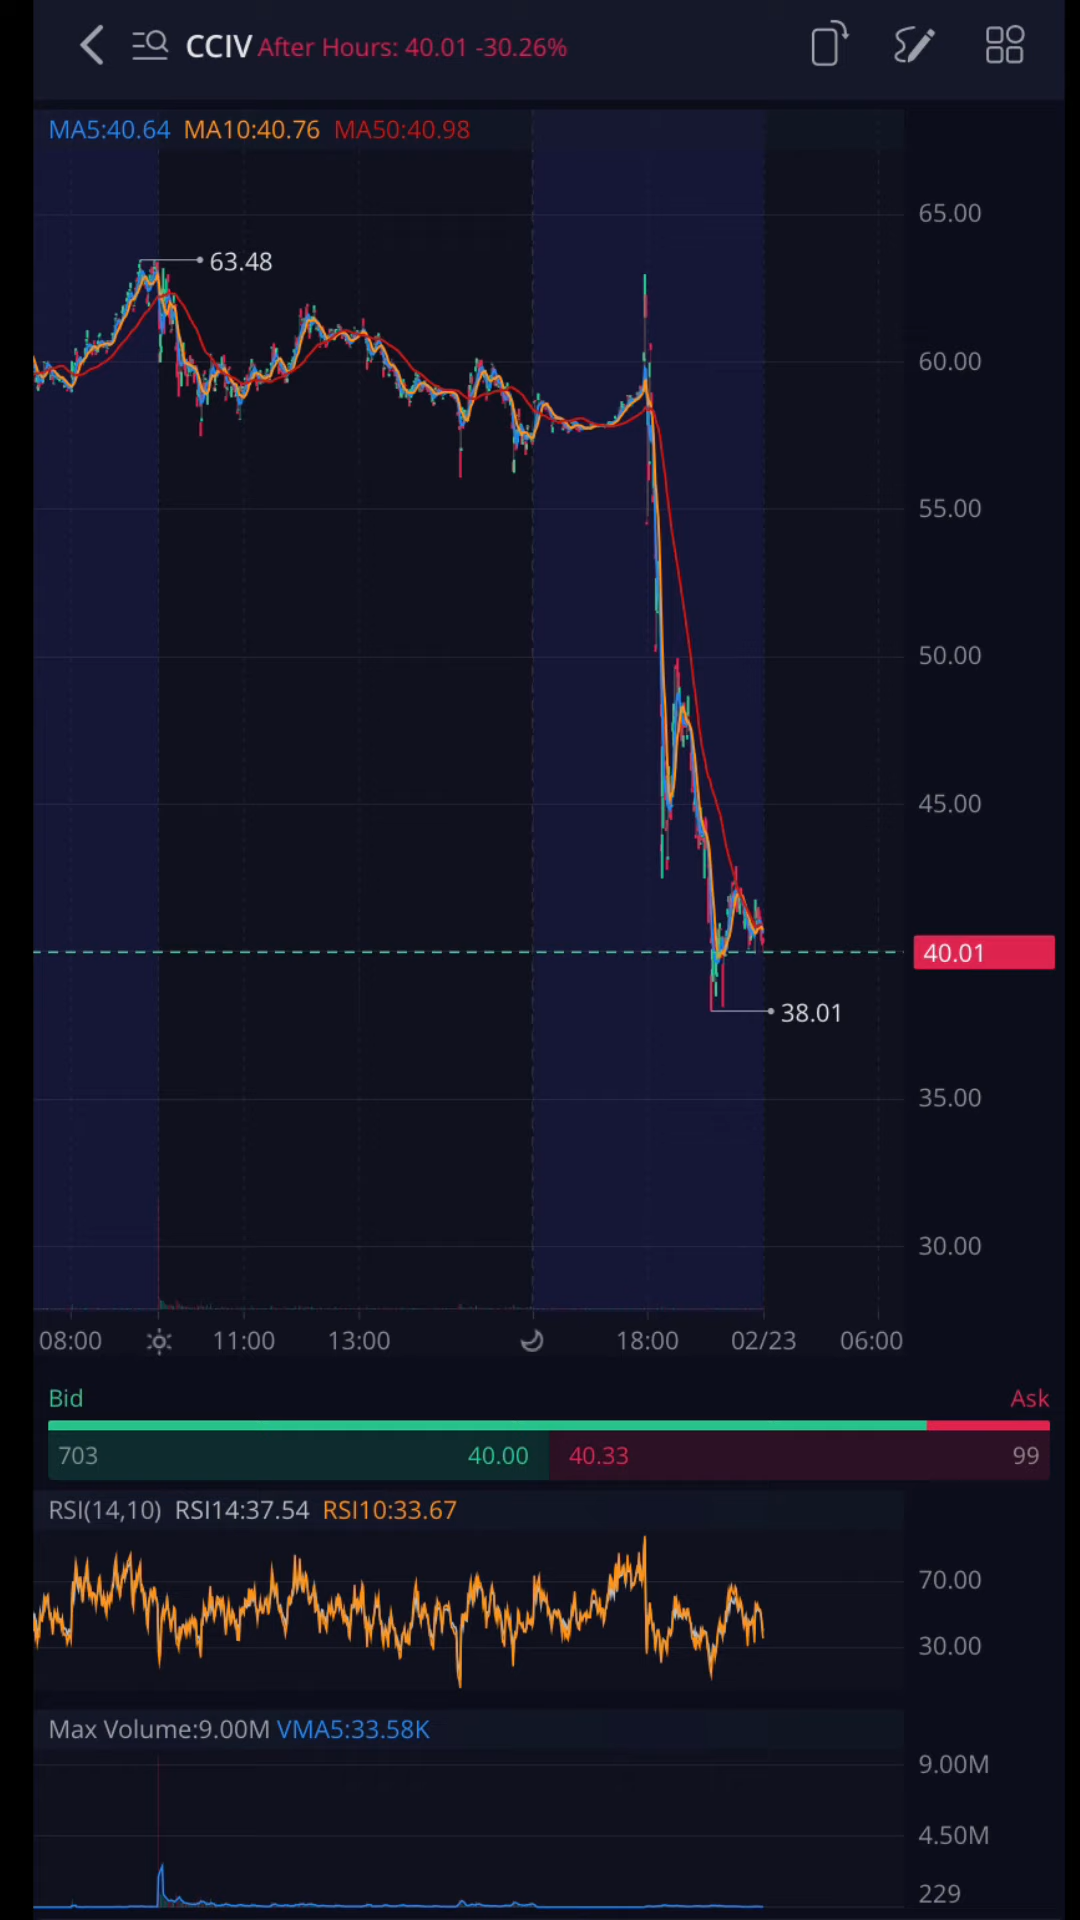 CCIV After Hours: 40.01 -30.26%
MA5:40.64 MA10:40.76 MA50:40.98
65.00
63.48
60.00
55.00
50.00
45.00
40.01
38.01
35.00
30.00
08:00 11:00 13:00 18:00 02/23 06:00
Bid Ask
703 40.00 40.33 99
RSI(14,10) RSI14:37.54 RSI10:33.67
70.00
30.00
Max Volume:9.00M VMA5:33.58K
9.00M
4.50M
229